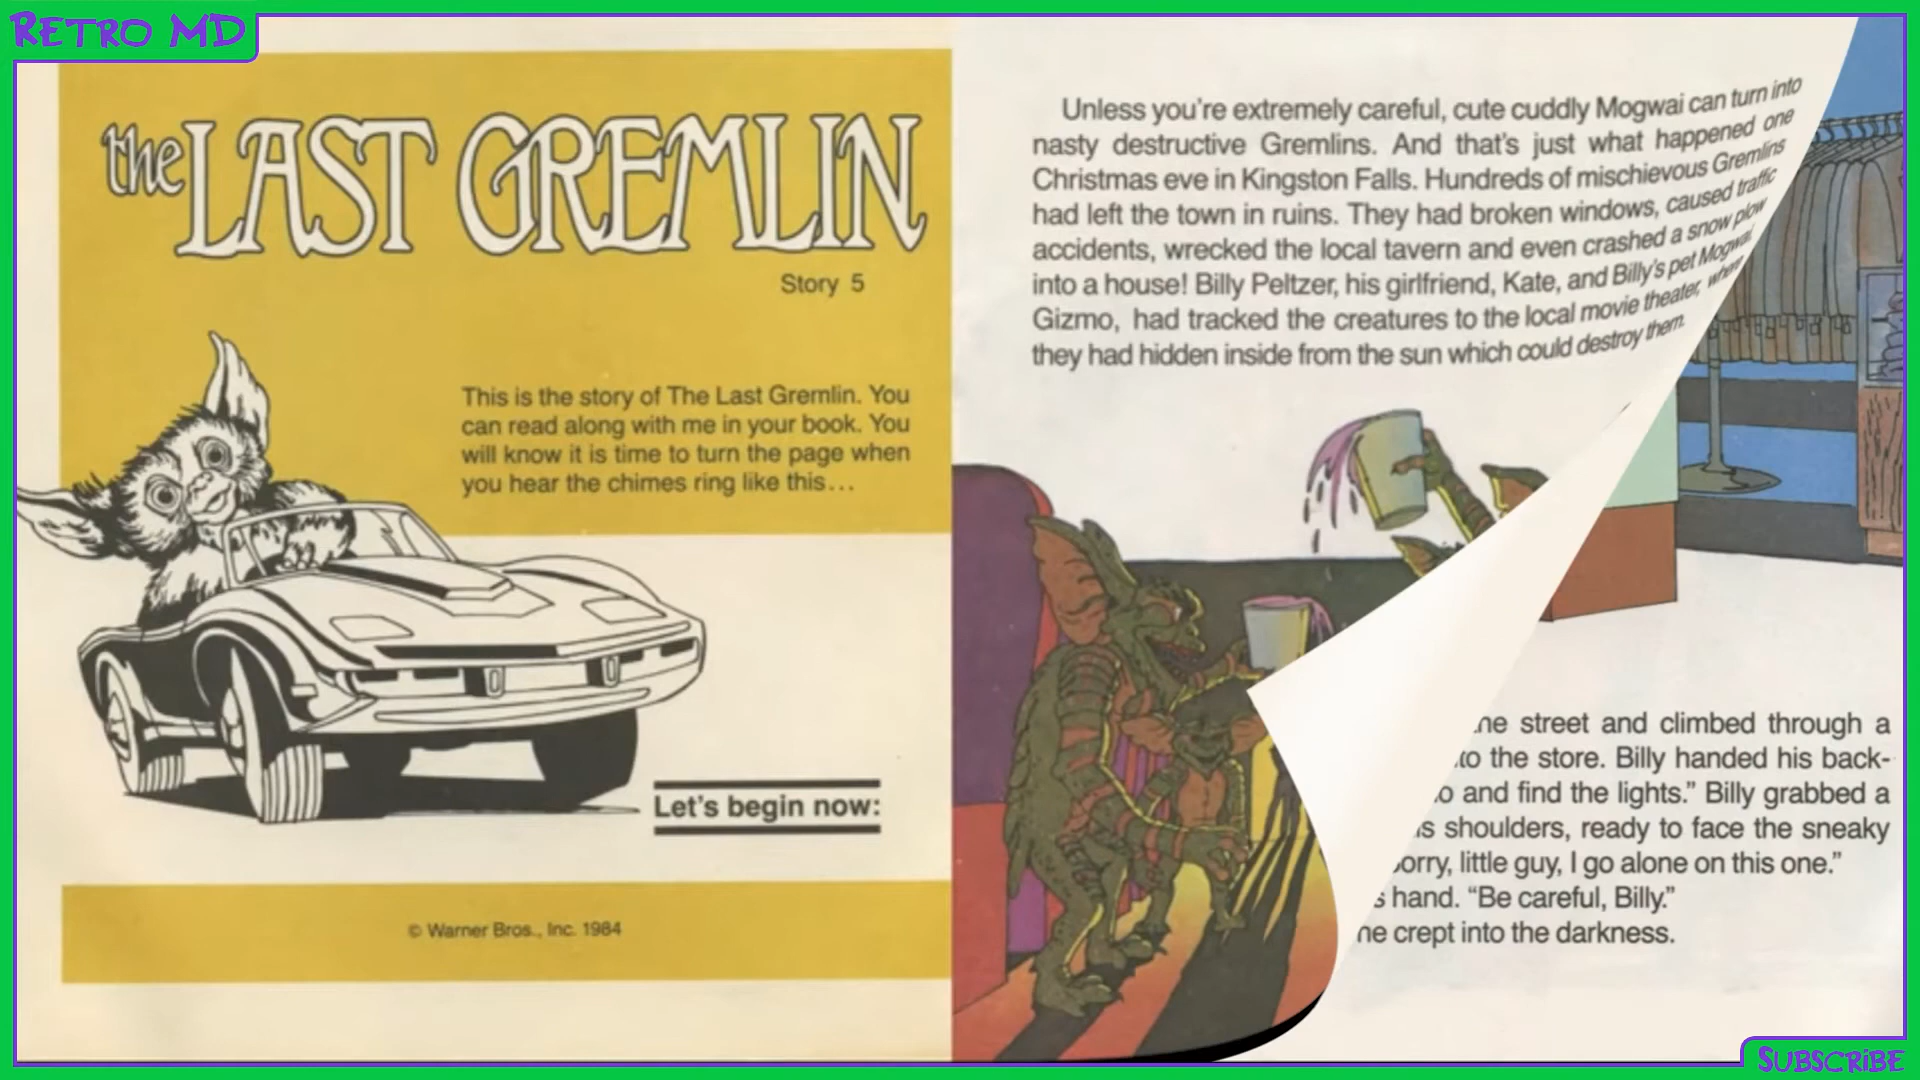 RETRO MD
the LAST GREMLIN
Story 5
This is the story of The Last Gremlin. You
can read along with me in your book. You
will know it is time to turn the page when
you hear the chimes ring like this...
Let's begin now:
© Warner Bros., Inc. 1984
Unless you're extremely careful, cute cuddly Mogwai can turn into
nasty destructive Gremlins. And that's just what happened one
Christmas eve in Kingston Falls. Hundreds of mischievous Gremlins
had left the town in ruins. They had broken windows, caused traffic
accidents, wrecked the local tavern and even crashed a snow plow
into a house! Billy Peltzer, his girlfriend, Kate, and Billy's pet Mogwai
Gizmo, had tracked the creatures to the local movie theater, where
they had hidden inside from the sun which could destroy them.
street and climbed through a
the store. Billy handed his back-
and find the lights." Billy grabbed a
shoulders, ready to face the sneaky
little guy, I go alone on this one."
hand. "Be careful, Billy."
crept into the darkness.
SUBSCRIBE